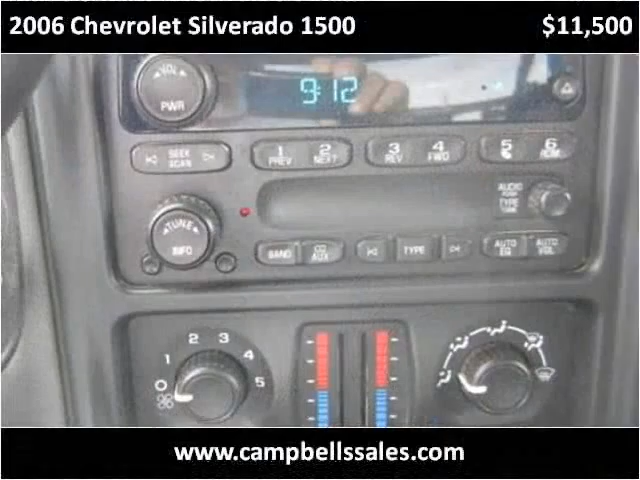 2006 Chevrolet Silverado 1500 $11,500
VOL
PWR
9:12
SEEK
SCAN
1 2 3 4 5 6
PREV NEXT REV FWD RDM
AUDIO
PUSH
TYPE
TUNE
TUNE
INFO
BAND CD
AUX TYPE AUTO
EQ AUTO
VOL
O 1 2 3 4 5
www.campbellssales.com